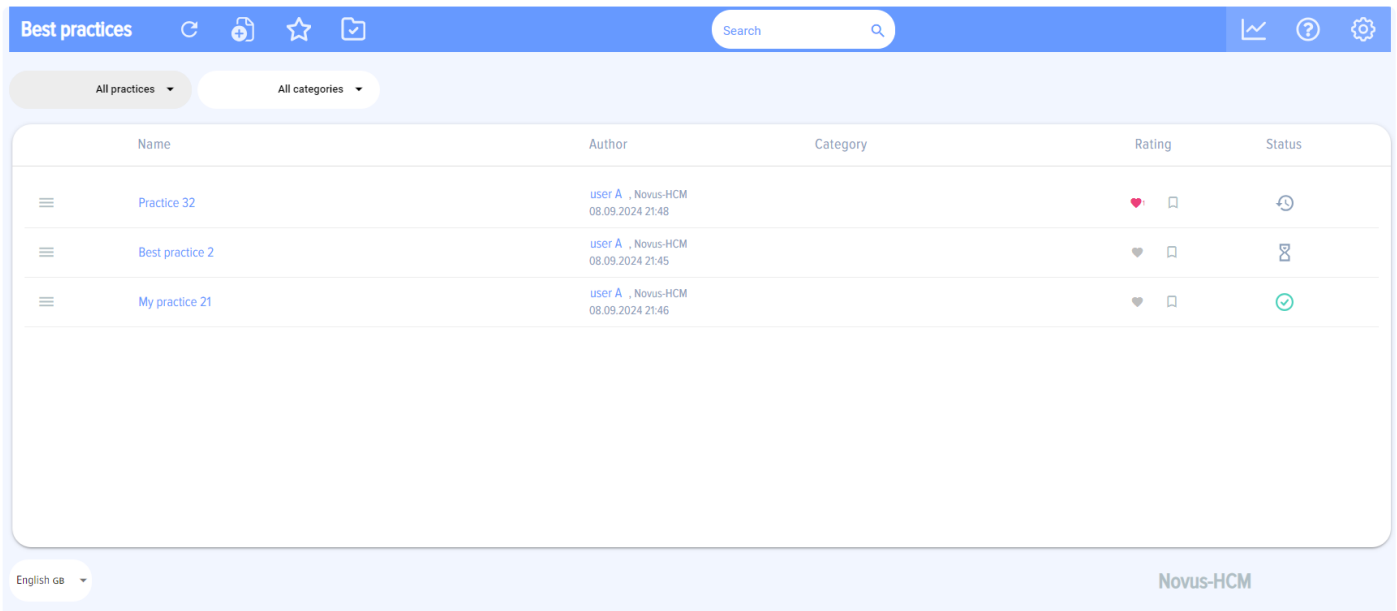 Best practices Search
All practices All categories
Name Author Category Rating Status
Practice 32 user A , Novus-HCM
08.09.2024 21:48
1
Best practice 2 user A , Novus-HCM
08.09.2024 21:45
My practice 21 user A , Novus-HCM
08.09.2024 21:46
English GB Novus-HCM